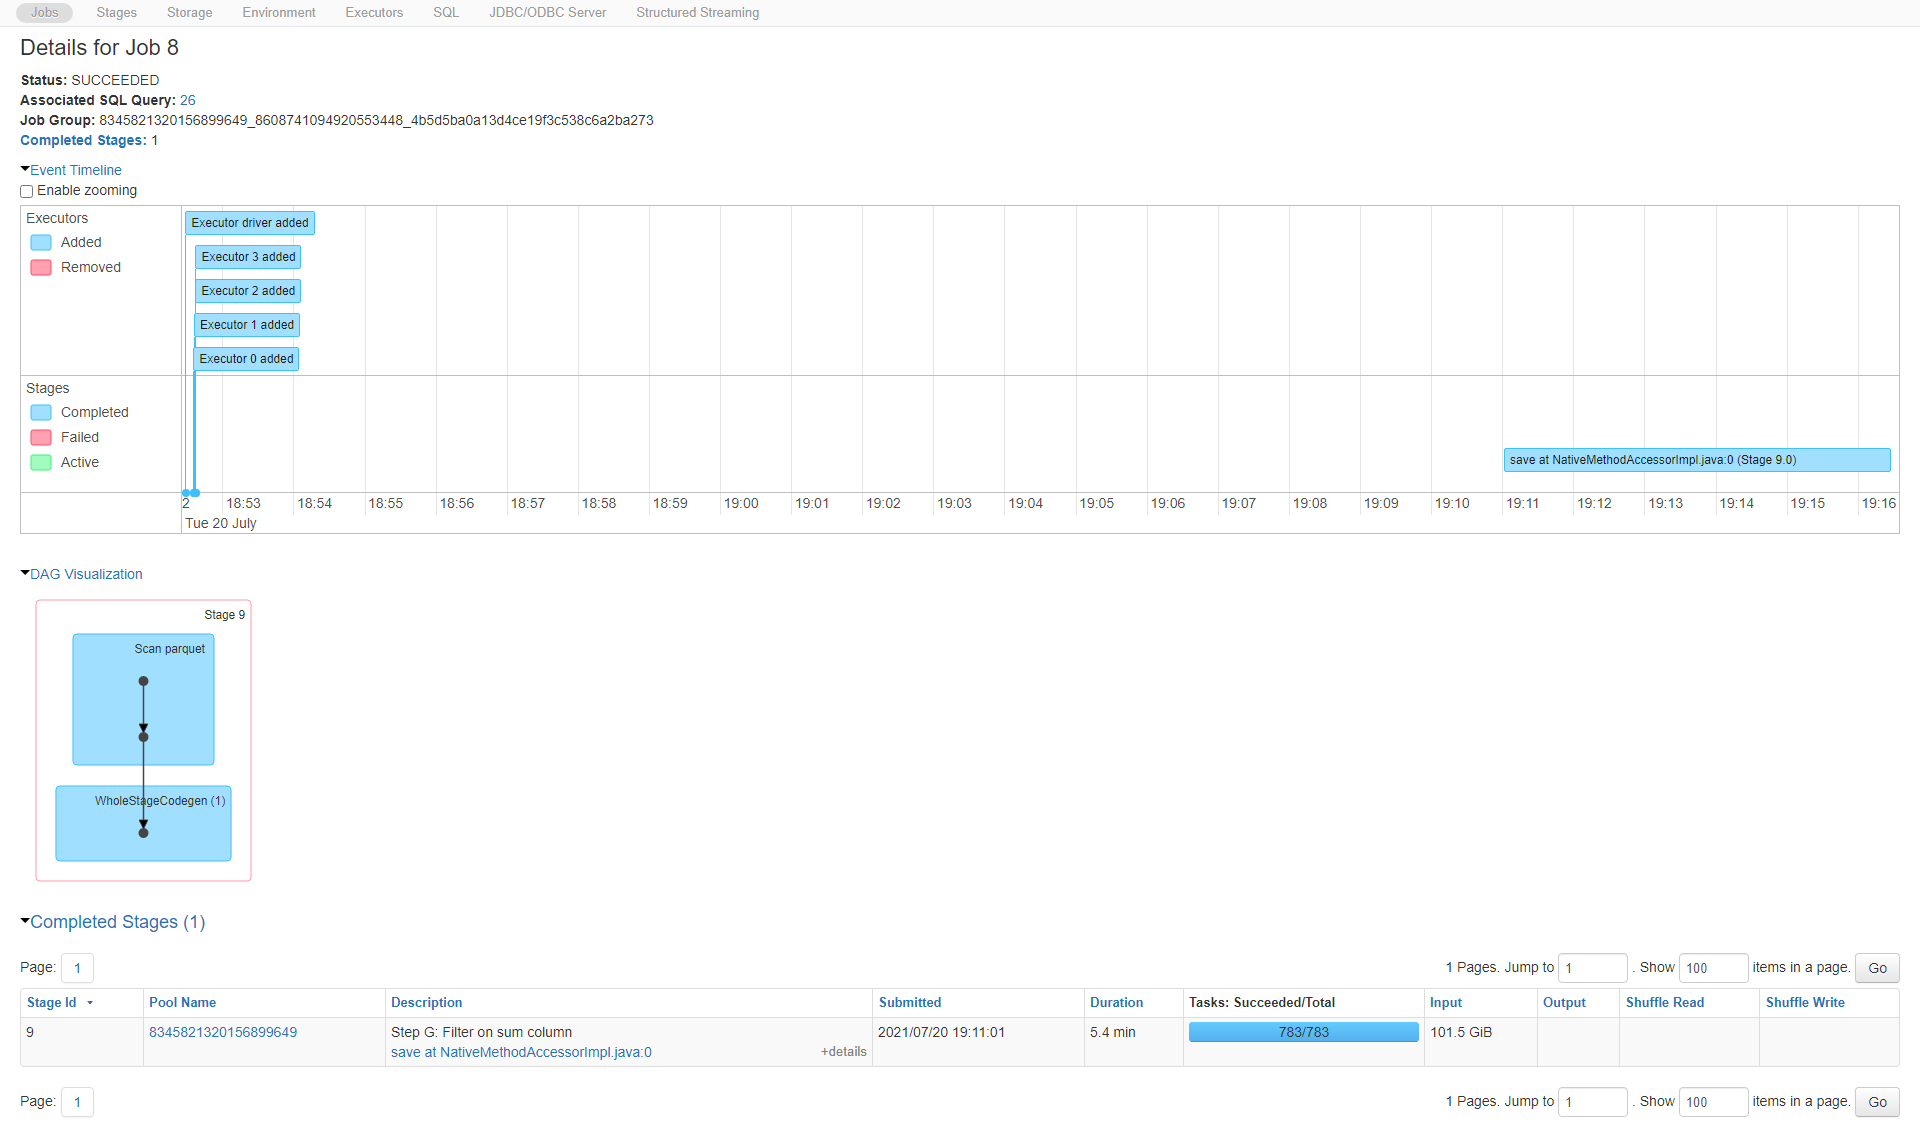 Jobs Stages Storage Environment Executors SQL JDBC/ODBC Server Structured Streaming
Details for Job 8
Status: SUCCEEDED
Associated SQL Query: 26
Job Group: 8345821320156899649_8608741094920553448_4b5d5ba0a13d4ce19f3c538c6a2ba273
Completed Stages: 1
Event Timeline
Enable zooming
Executors
Added
Removed
Executor driver added
Executor 3 added
Executor 2 added
Executor 1 added
Executor 0 added
Stages
Completed
Failed
Active
save at NativeMethodAccessorImpl.java:0 (Stage 9.0)
2 18:53 18:54 18:55 18:56 18:57 18:58 18:59 19:00 19:01 19:02 19:03 19:04 19:05 19:06 19:07 19:08 19:09 19:10 19:11 19:12 19:13 19:14 19:15 19:16
Tue 20 July
DAG Visualization
Stage 9
Scan parquet
WholeStageCodegen (1)
Completed Stages (1)
Page: 1 1 Pages. Jump to 1 . Show 100 items in a page. Go
Stage Id Pool Name Description Submitted Duration Tasks: Succeeded/Total Input Output Shuffle Read Shuffle Write
9 8345821320156899649 Step G: Filter on sum column 2021/07/20 19:11:01 5.4 min 783/783 101.5 GiB
save at NativeMethodAccessorImpl.java:0 +details
Page: 1 1 Pages. Jump to 1 . Show 100 items in a page. Go